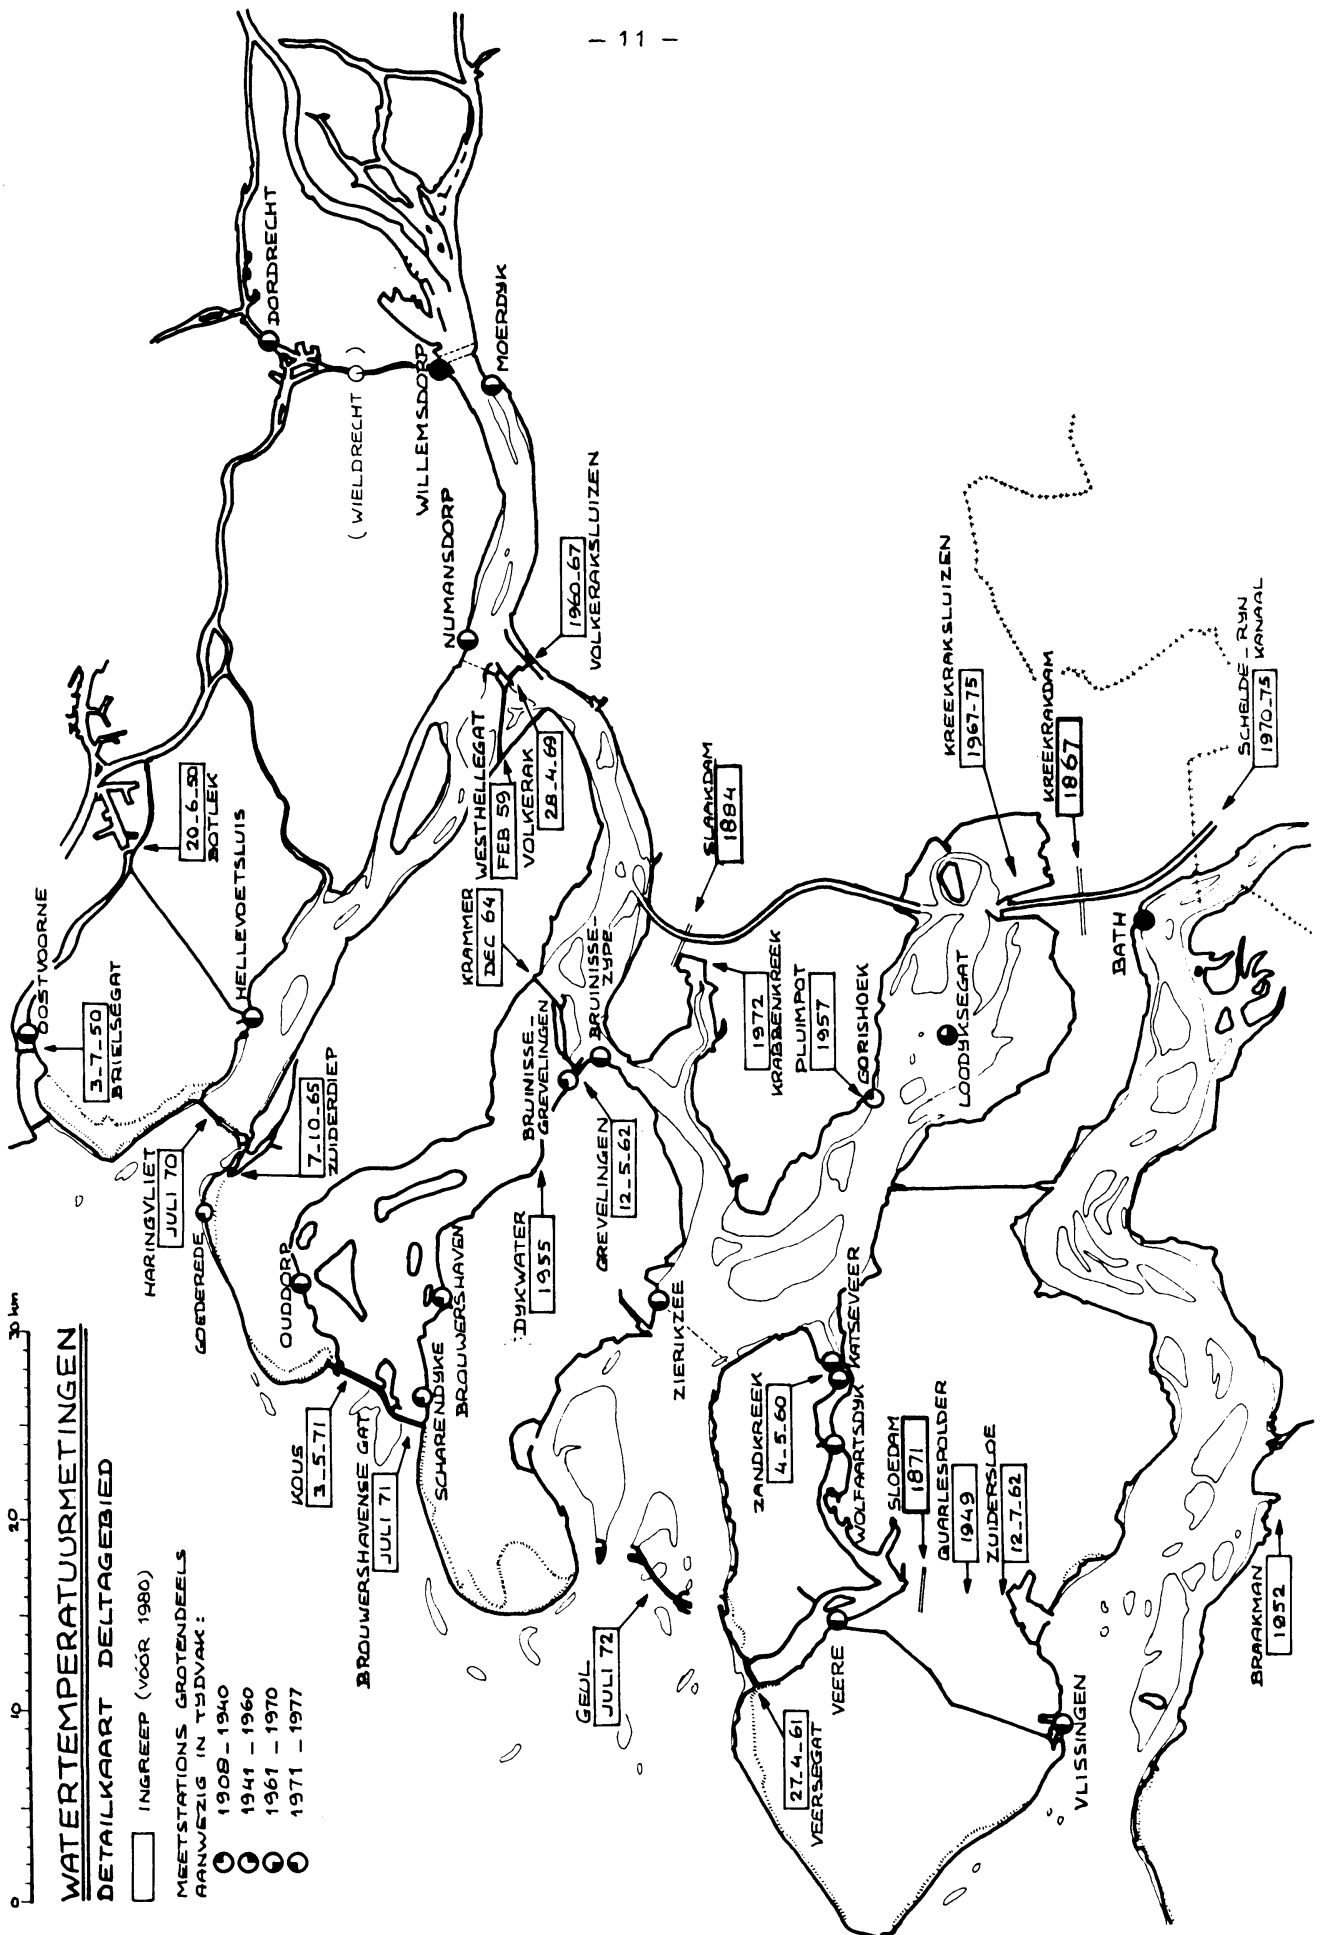 — 11 —
0 10 20 30 km
WATERTEMPERATUURMETINGEN
DETAILKAART DELTAGEBIED
INGREEP (VÓÓR 1980)
MEETSTATIONS GROTENDEELS
AANWEZIG IN TYDVAK:
1908-1940
1941-1960
1961-1970
1971-1977
OOSTVOORNE
3-7-50
BRIELSEGAT
20-6-50
BOTLEK
HELLEVOETSLUIS
DORDRECHT
(WIELDRECHT)
WILLEMSDORP
MOERDYK
NUMANSDORP
1960-67
VOLKERAKSLUIZEN
WESTHELLEGAT
FEB 59
VOLKERAK
28-4-69
KRAMMER
DEC 64
HARINGVLIET
JULI 70
7-10-65
ZUIDERDIEP
GOEDEREDE
OUDDORP
KOUS
3-5-71
BROUWERSHAVENSE GAT
JULI 71
SCHARENDYKE
BROUWERSHAVEN
DYKWATER
1955
BRUINISSE-
GREVELINGEN
BRUINISSE-
ZYPE
GREVELINGEN
12-5-62
ZIERIKZEE
SLAAKDAM
1884
1972
KRABBENKREEK
PLUIMPOT
1957
GORISHOEK
LOODYKSEGAT
KREEKRAKSLUIZEN
1967-75
KREEKRAKDAM
1867
SCHELDE-RYN
KANAAL
1970-75
BATH
GEUL
JULI 72
ZANDKREEK
4-5-60
KATSEVEER
WOLFAARTSDYK
SLOEDAM
1871
QUARLESPOLDER
1949
ZUIDERSLOE
12-7-62
VEERE
27-4-61
VEERSEGAT
VLISSINGEN
BRAAKMAN
1952